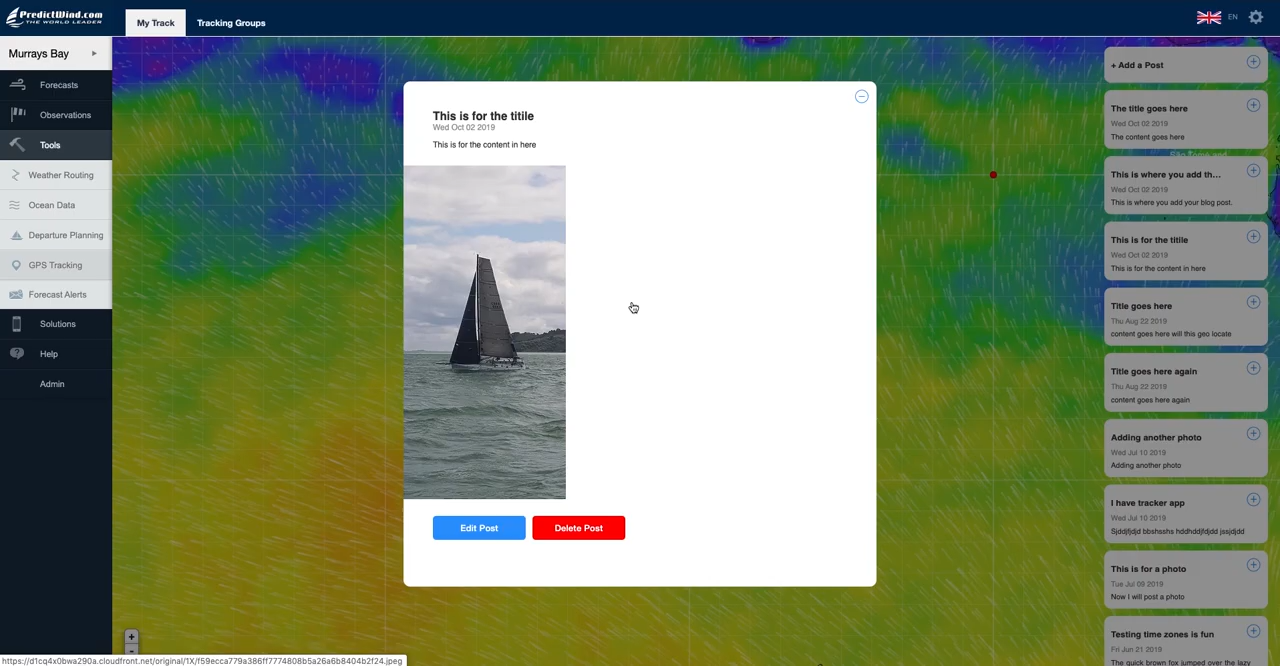 PredictWind.com
THE WORLD LEADER
My Track
Tracking Groups
EN
Murrays Bay
Forecasts
Observations
Tools
Weather Routing
Ocean Data
Departure Planning
GPS Tracking
Forecast Alerts
Solutions
Help
Admin
This is for the titile
Wed Oct 02 2019
This is for the content in here
Edit Post
Delete Post
+ Add a Post
The title goes here
Wed Oct 02 2019
The content goes here
This is where you add th...
Wed Oct 02 2019
This is where you add your blog post.
This is for the titile
Wed Oct 02 2019
This is for the content in here
Title goes here
Thu Aug 22 2019
content goes here will this geo locate
Title goes here again
Thu Aug 22 2019
content goes here again
Adding another photo
Wed Jul 10 2019
Adding another photo
I have tracker app
Wed Jul 10 2019
Sjddjfjdjd bbshsshs hddhddjfdjdd jssjdjdd
This is for a photo
Tue Jul 09 2019
Now I will post a photo
Testing time zones is fun
Fri Jun 21 2019
The quick brown fox jumped over the lazy
+
-
https://d1cq4x0bwa290a.cloudfront.net/original/1X/f59ecca779a386ff7774808b5a26a6b8404b2f24.jpeg